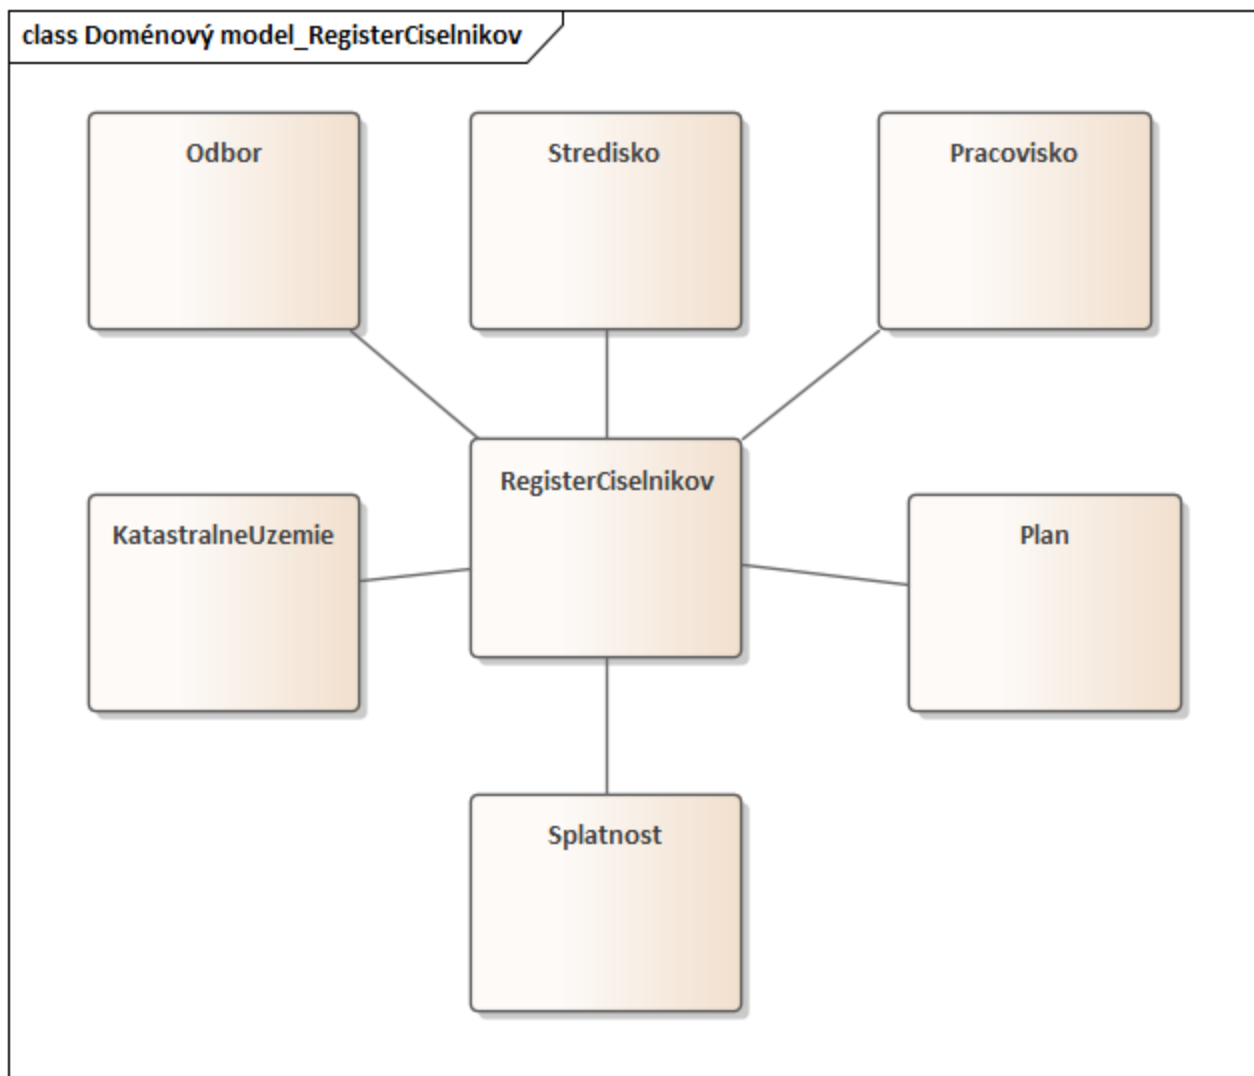 class Doménový model_RegisterCiselnikov
Odbor
Stredisko
Pracovisko
RegisterCiselnikov
KatastralneUzemie
Plan
Splatnost